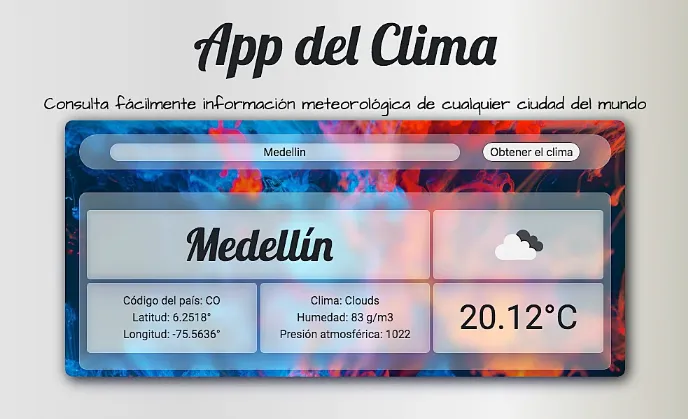 App del Clima
Consulta fácilmente información meteorológica de cualquier ciudad del mundo
Medellin
Obtener el clima
Medellín
Código del país: CO
Latitud: 6.2518°
Longitud: -75.5636°
Clima: Clouds
Humedad: 83 g/m3
Presión atmosférica: 1022
20.12°C